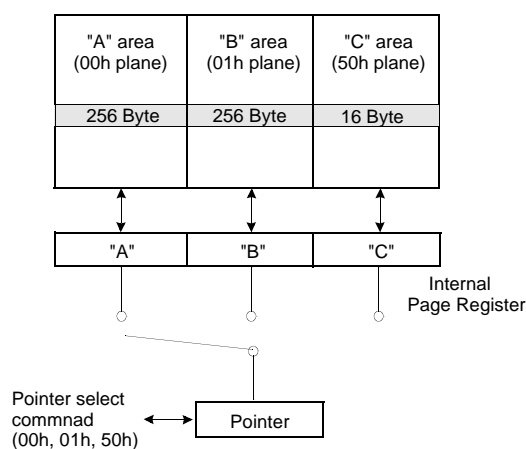 "A" area
(00h plane)
"B" area
(01h plane)
"C" area
(50h plane)
256 Byte
256 Byte
16 Byte
"A"
"B"
"C"
Internal
Page Register
Pointer select
commnad
(00h, 01h, 50h)
Pointer